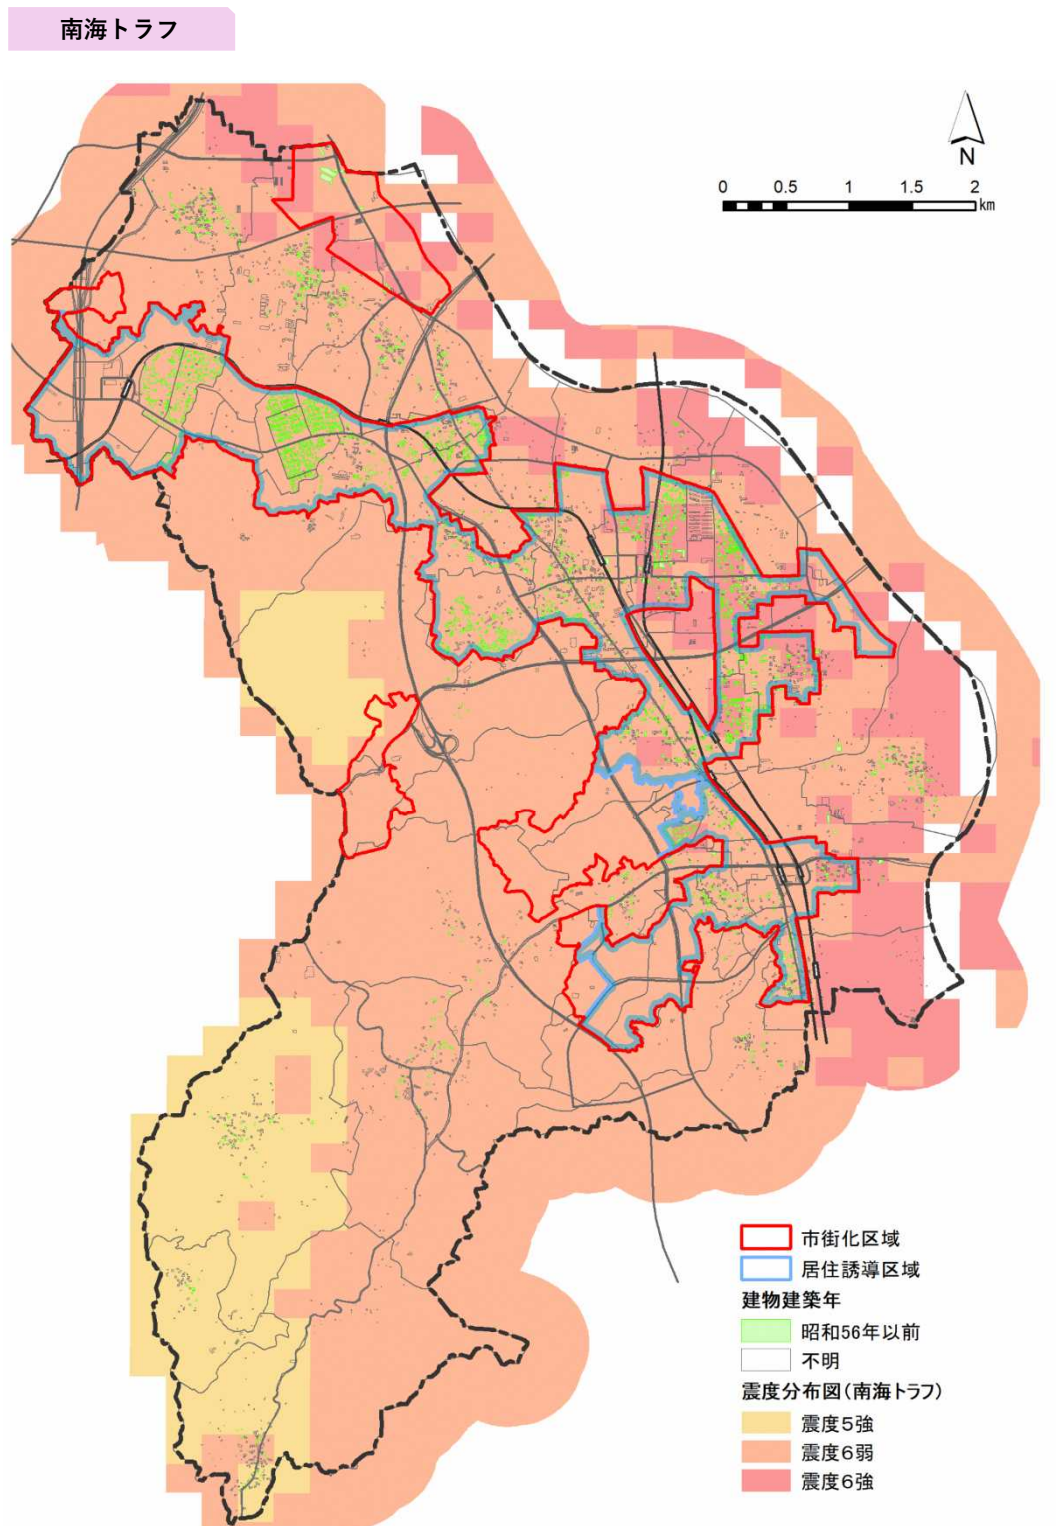 南海トラフ
N
0 0.5 1 1.5 2
km
市街化区域
居住誘導区域
建物建築年
昭和56年以前
不明
震度分布図(南海トラフ)
震度5強
震度6弱
震度6強